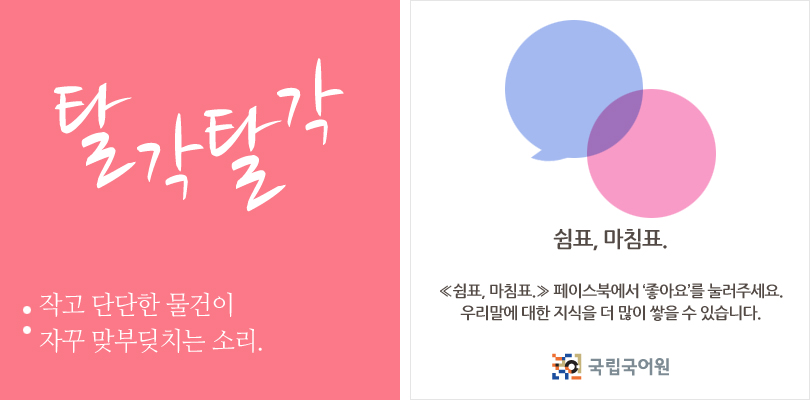 탈각탈각
작고 단단한 물건이
자꾸 맞부딪치는 소리.
쉼표, 마침표.
≪쉼표, 마침표.≫ 페이스북에서 ‘좋아요’를 눌러주세요.
우리말에 대한 지식을 더 많이 쌓을 수 있습니다.
국립국어원